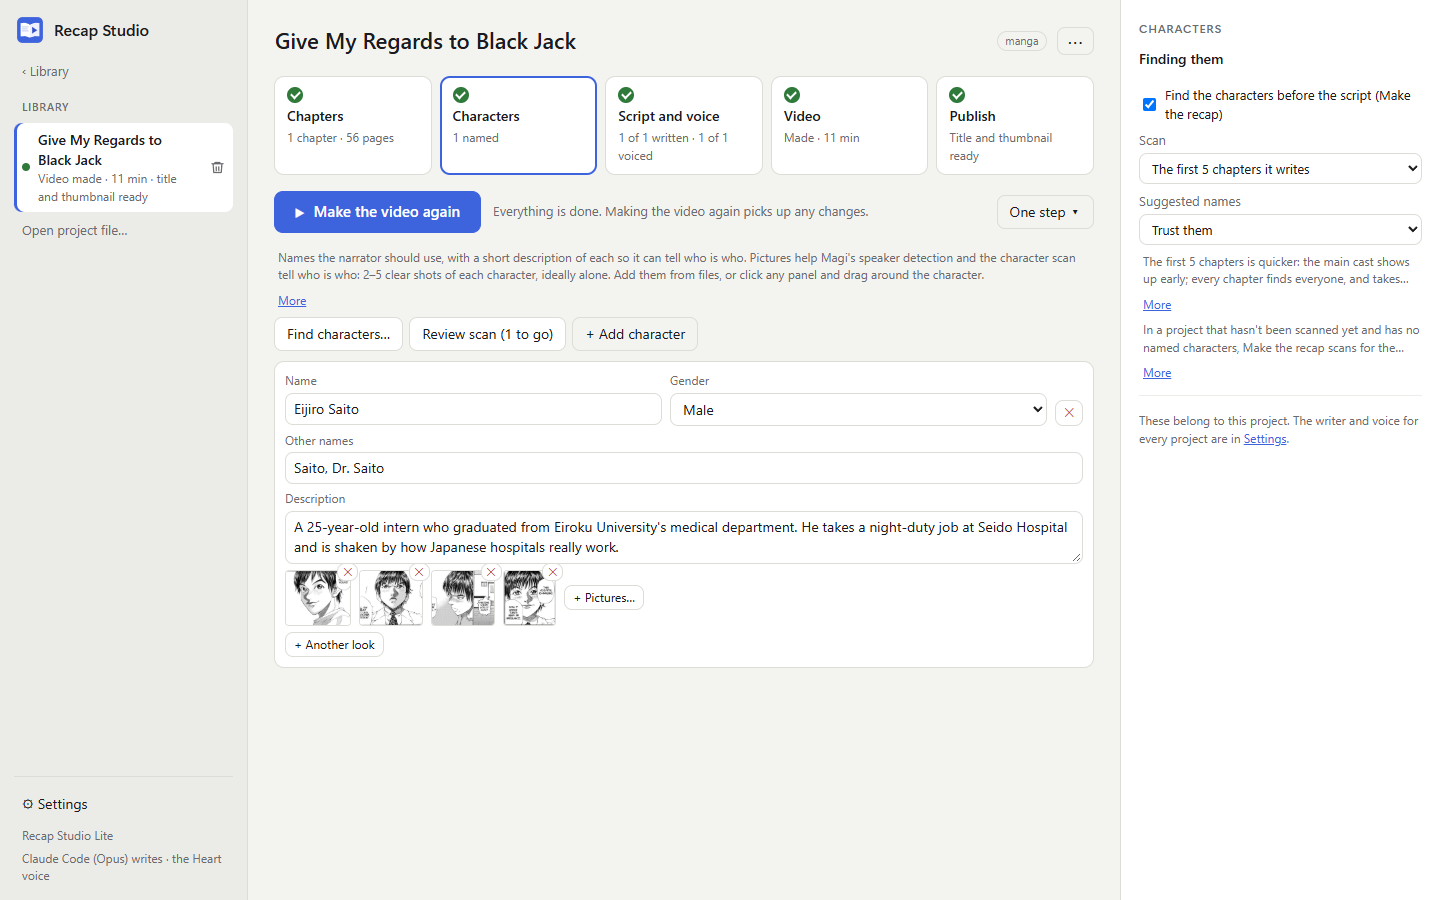 Recap Studio
‹ Library
LIBRARY
Give My Regards to
Black Jack
Video made · 11 min · title
and thumbnail ready
Open project file...
⚙ Settings
Recap Studio Lite
Claude Code (Opus) writes · the Heart
voice
Give My Regards to Black Jack
manga
...
Chapters
1 chapter · 56 pages
Characters
1 named
Script and voice
1 of 1 written · 1 of 1
voiced
Video
Made · 11 min
Publish
Title and thumbnail
ready
▶ Make the video again
Everything is done. Making the video again picks up any changes.
One step ▾
Names the narrator should use, with a short description of each so it can tell who is who. Pictures help Magi's speaker detection and the character scan
tell who is who: 2–5 clear shots of each character, ideally alone. Add them from files, or click any panel and drag around the character.
More
Find characters...
Review scan (1 to go)
+ Add character
Name
Gender
Eijiro Saito
Male
Other names
Saito, Dr. Saito
Description
A 25-year-old intern who graduated from Eiroku University's medical department. He takes a night-duty job at Seido Hospital
and is shaken by how Japanese hospitals really work.
+ Pictures...
+ Another look
CHARACTERS
Finding them
Find the characters before the script (Make
the recap)
Scan
The first 5 chapters it writes
Suggested names
Trust them
The first 5 chapters is quicker: the main cast shows
up early; every chapter finds everyone, and takes...
More
In a project that hasn't been scanned yet and has no
named characters, Make the recap scans for the...
More
These belong to this project. The writer and voice for
every project are in Settings.